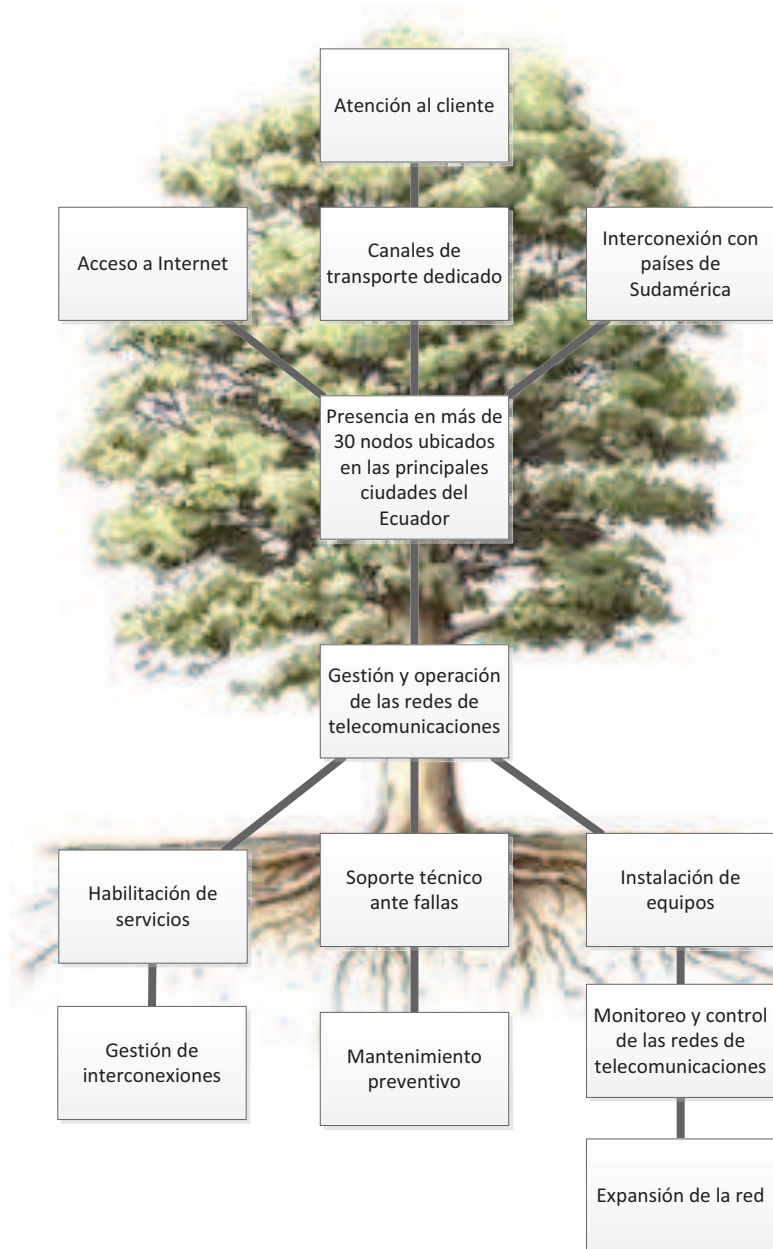 Atención al cliente
Acceso a Internet
Canales de
transporte dedicado
Interconexión con
países de
Sudamérica
Presencia en más de
30 nodos ubicados
en las principales
ciudades del
Ecuador
Gestión y operación
de las redes de
telecomunicaciones
Habilitación de
servicios
Soporte técnico
ante fallas
Instalación de
equipos
Gestión de
interconexiones
Mantenimiento
preventivo
Monitoreo y control
de las redes de
telecomunicaciones
Expansión de la red